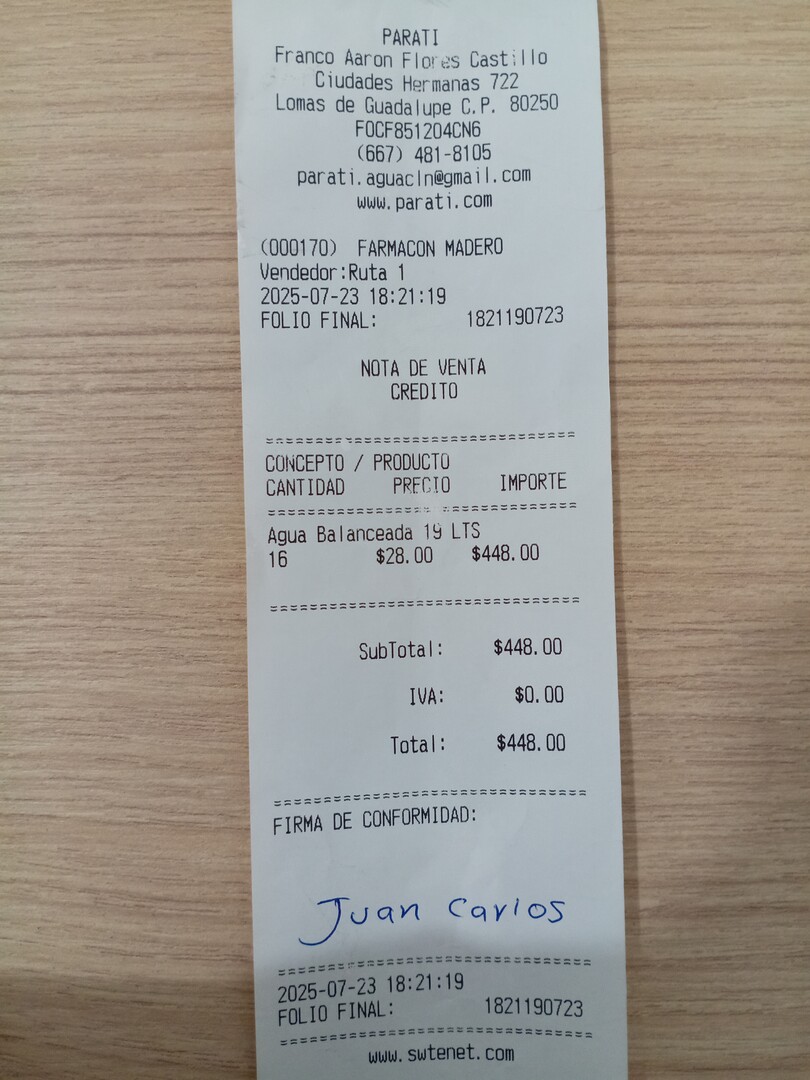 PARATI
Franco Aaron Flores Castillo
Ciudades Hermanas 722
Lomas de Guadalupe C.P. 80250
FOCF851204CN6
(667) 481-8105
parati.aguacln@gmail.com
www.parati.com
(000170) FARMACON MADERO
Vendedor:Ruta 1
2025-07-23 18:21:19
FOLIO FINAL: 1821190723
NOTA DE VENTA
CREDITO
================================
CONCEPTO / PRODUCTO
CANTIDAD PRECIO IMPORTE
================================
Agua Balanceada 19 LTS
16 $28.00 $448.00
================================
SubTotal: $448.00
IVA: $0.00
Total: $448.00
================================
FIRMA DE CONFORMIDAD:
Juan Carlos
================================
2025-07-23 18:21:19
FOLIO FINAL: 1821190723
================================
www.swtenet.com